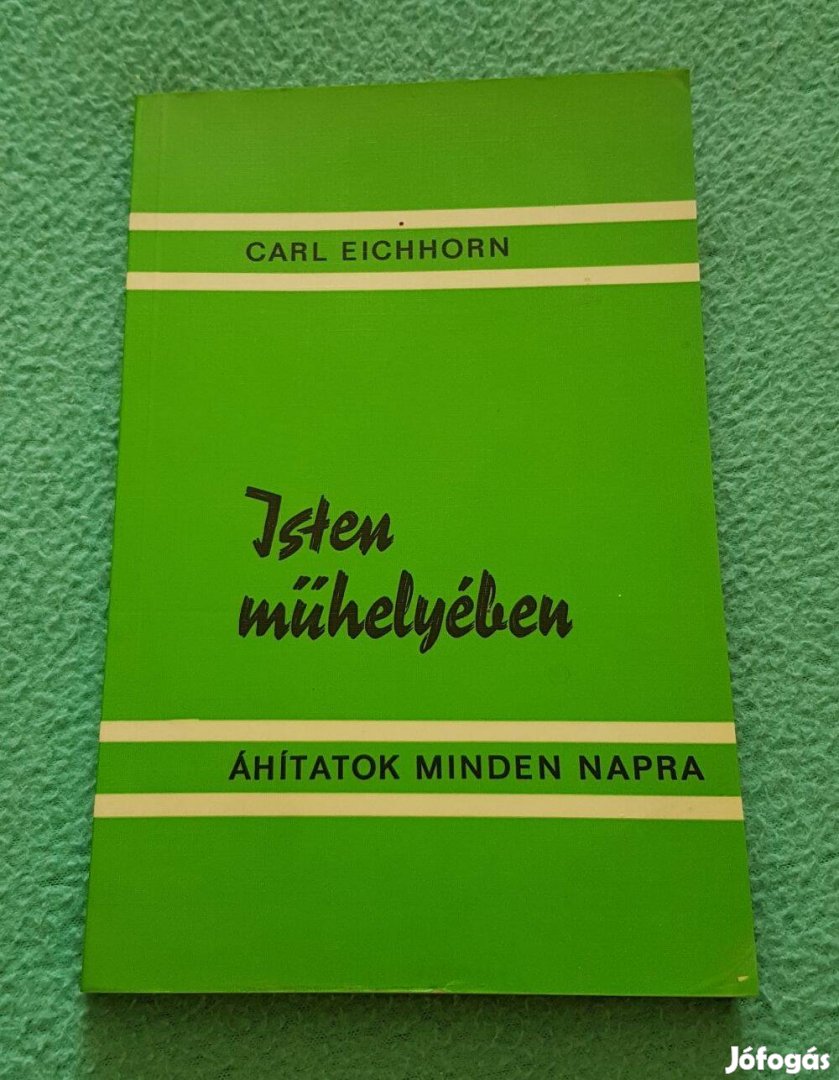 CARL EICHHORN
Isten
műhelyében
ÁHÍTATOK MINDEN NAPRA
Jófogás